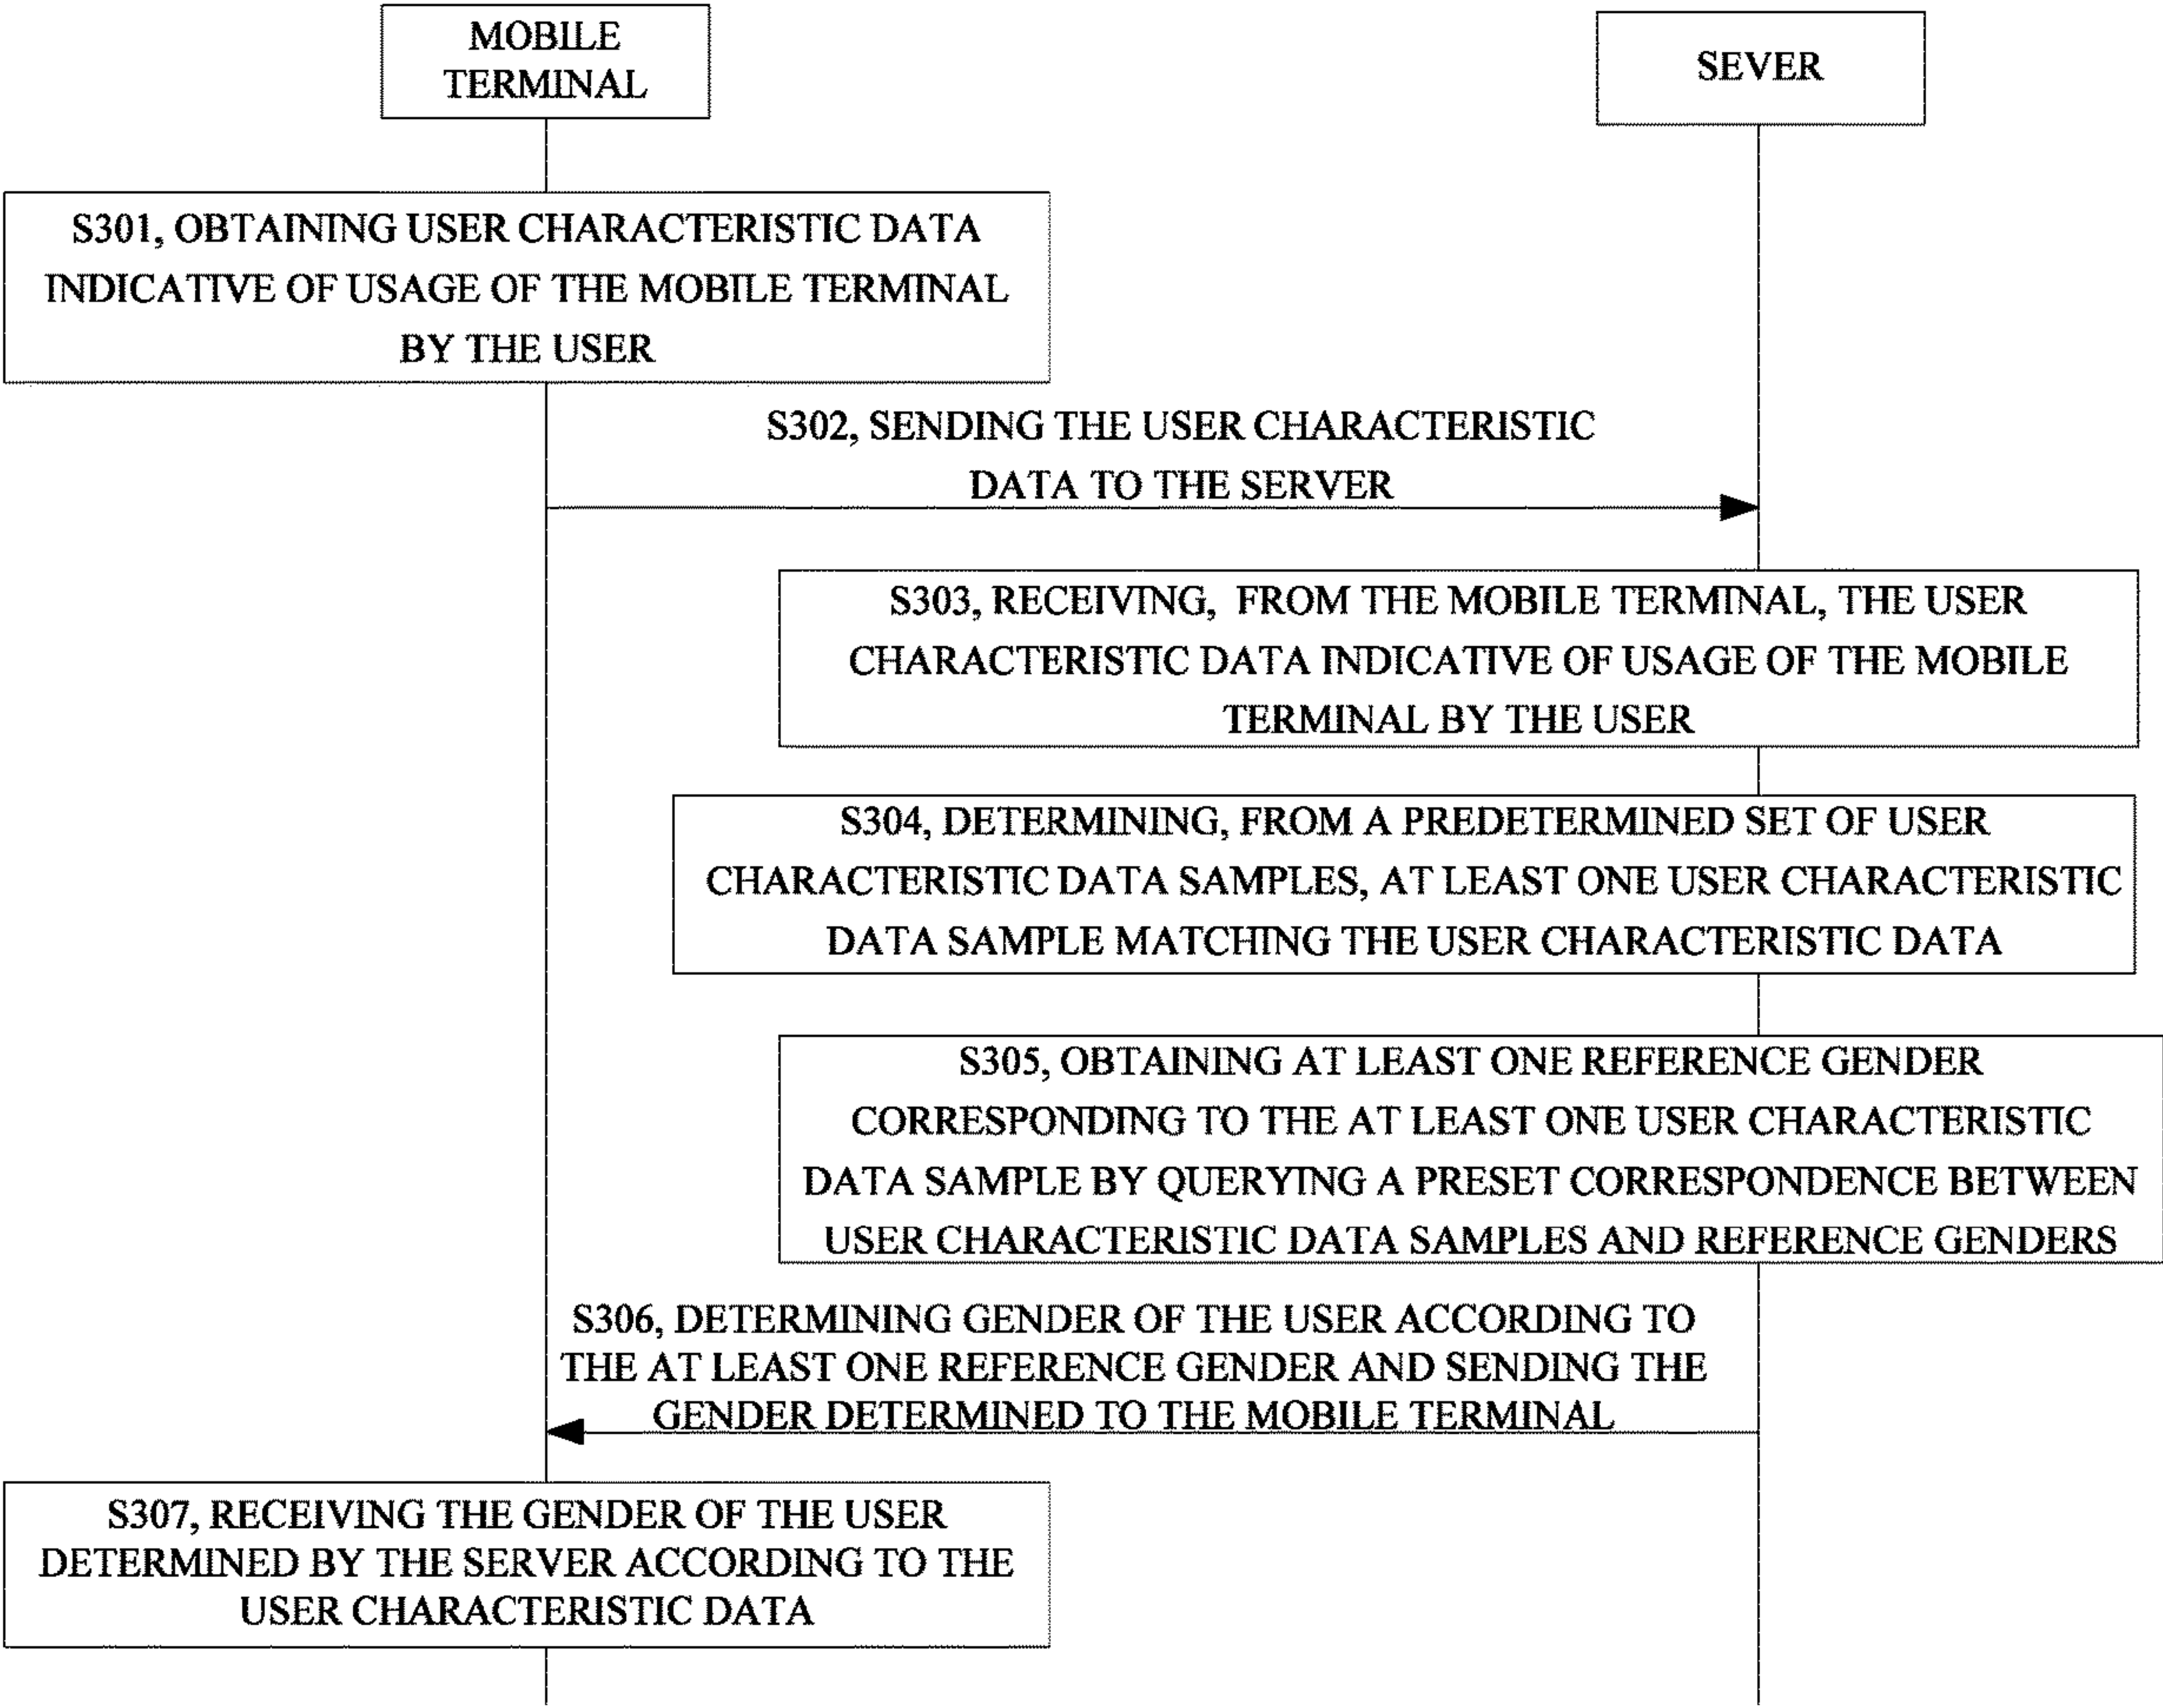 MOBILE
TERMINAL
SEVER
S301, OBTAINING USER CHARACTERISTIC DATA
INDICATIVE OF USAGE OF THE MOBILE TERMINAL
BY THE USER
S302, SENDING THE USER CHARACTERISTIC
DATA TO THE SERVER
S303, RECEIVING, FROM THE MOBILE TERMINAL, THE USER
CHARACTERISTIC DATA INDICATIVE OF USAGE OF THE MOBILE
TERMINAL BY THE USER
S304, DETERMINING, FROM A PREDETERMINED SET OF USER
CHARACTERISTIC DATA SAMPLES, AT LEAST ONE USER CHARACTERISTIC
DATA SAMPLE MATCHING THE USER CHARACTERISTIC DATA
S305, OBTAINING AT LEAST ONE REFERENCE GENDER
CORRESPONDING TO THE AT LEAST ONE USER CHARACTERISTIC
DATA SAMPLE BY QUERYING A PRESET CORRESPONDENCE BETWEEN
USER CHARACTERISTIC DATA SAMPLES AND REFERENCE GENDERS
S306, DETERMINING GENDER OF THE USER ACCORDING TO
THE AT LEAST ONE REFERENCE GENDER AND SENDING THE
GENDER DETERMINED TO THE MOBILE TERMINAL
S307, RECEIVING THE GENDER OF THE USER
DETERMINED BY THE SERVER ACCORDING TO THE
USER CHARACTERISTIC DATA